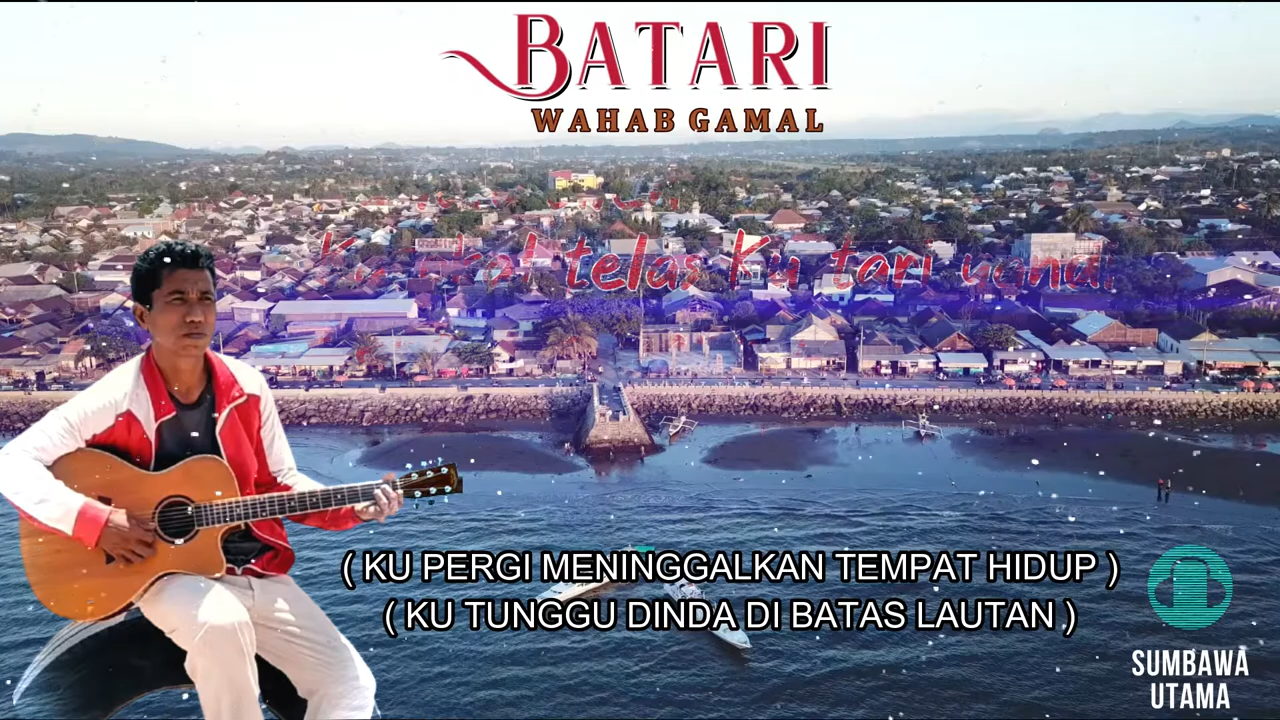 BATARI
WAHAB GAMAL
telas Ku tari
( KU PERGI MENINGGALKAN TEMPAT HIDUP )
( KU TUNGGU DINDA DI BATAS LAUTAN )
SUMBAWA
UTAMA